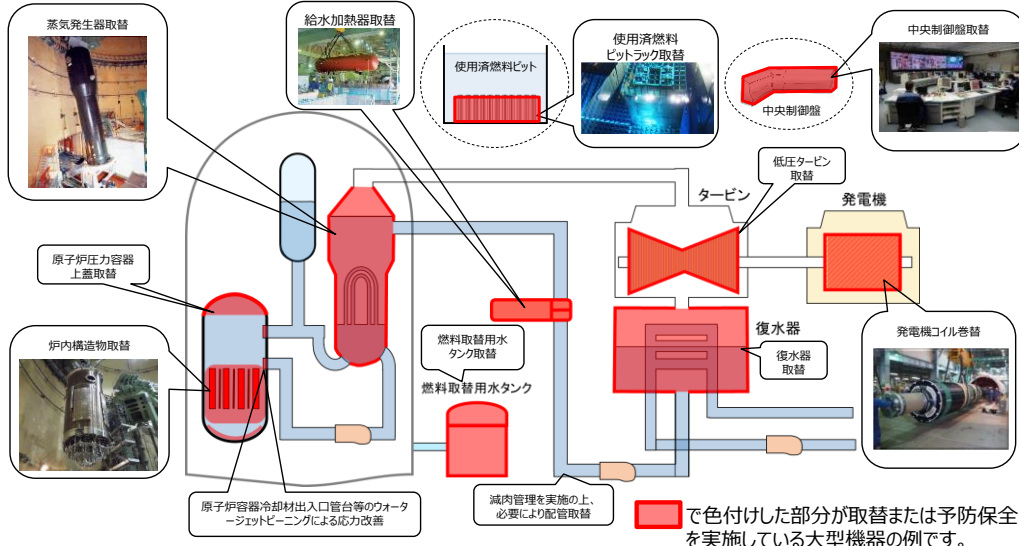 蒸気発生器取替
給水加熱器取替
使用済燃料ピット
使用済燃料
ピットラック取替
中央制御盤
中央制御盤取替
低圧タービン
取替
タービン
発電機
原子炉圧力容器
上蓋取替
炉内構造物取替
燃料取替用水
タンク取替
燃料取替用水タンク
復水器
復水器
取替
発電機コイル巻替
原子炉容器冷却材出入口管台等のウォータ
ージェットピーニングによる応力改善
減肉管理を実施の上、
必要により配管取替
で色付けした部分が取替または予防保全
を実施している大型機器の例です。